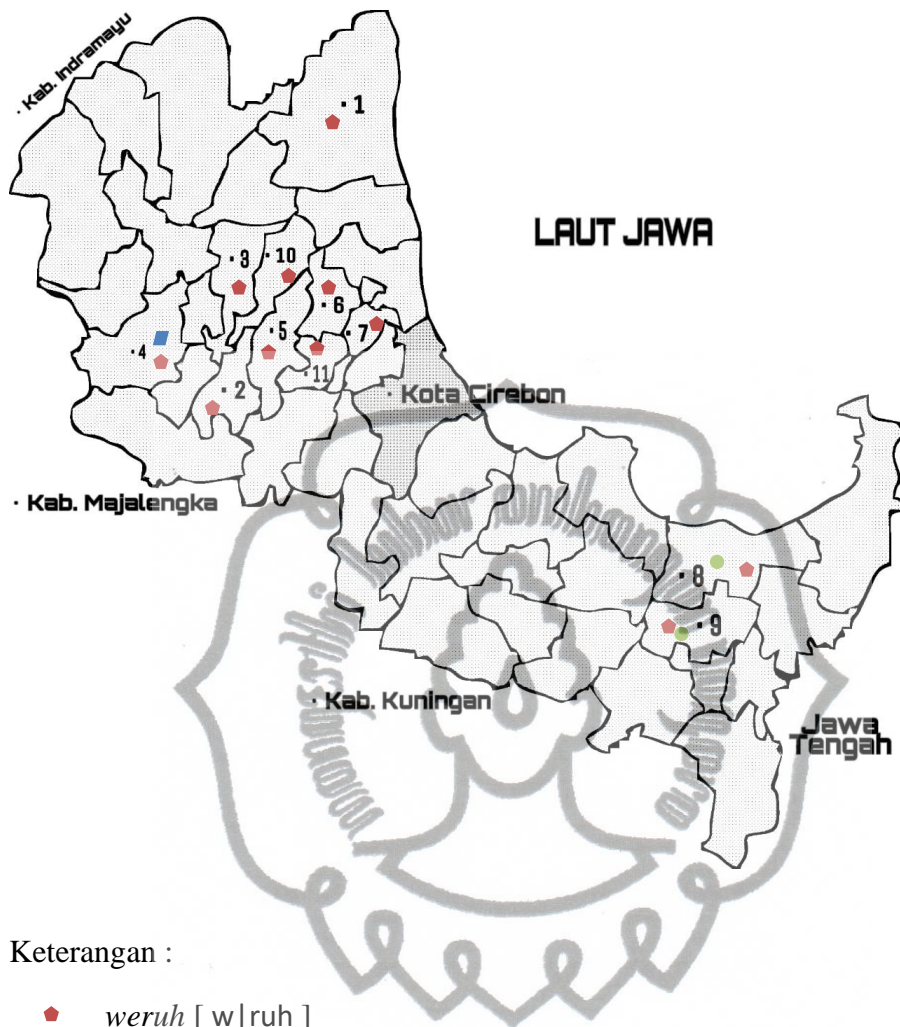 · Kab. Indramayu
· 1
LAUT JAWA
· 3
· 10
· 6
· 5
· 7
· 4
· 11
· 2
· Kota Cirebon
· Kab. Majalengka
· 8
· 9
· Kab. Kuningan
Jawa
Tengah
Keterangan :
weruh [ w|ruh ]